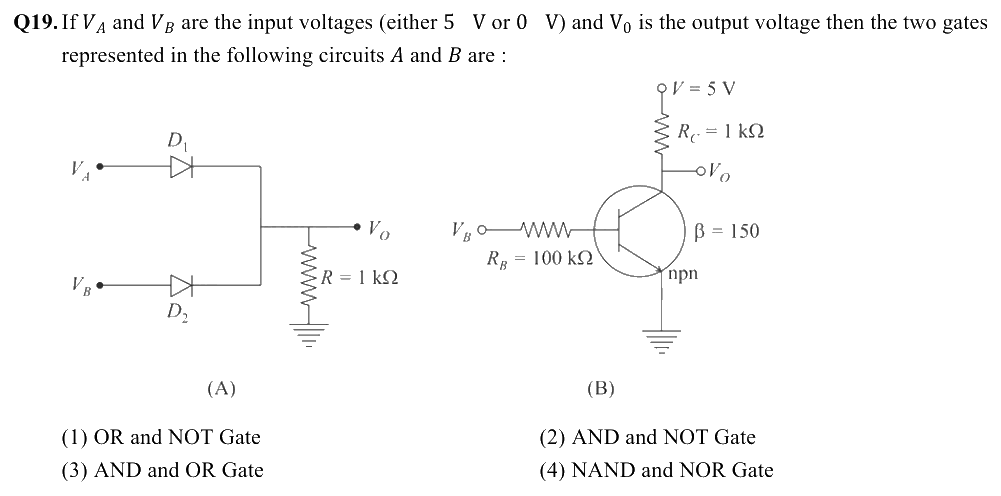 Q19. If V_A and V_B are the input voltages (either 5 V or 0 V) and V_0 is the output voltage then the two gates
represented in the following circuits A and B are :
V = 5 V
R_C = 1 kΩ
V_O
D_1
V_A
V_O
R = 1 kΩ
V_B
D_2
V_B
R_B = 100 kΩ
β = 150
npn
(A)
(B)
(1) OR and NOT Gate
(2) AND and NOT Gate
(3) AND and OR Gate
(4) NAND and NOR Gate